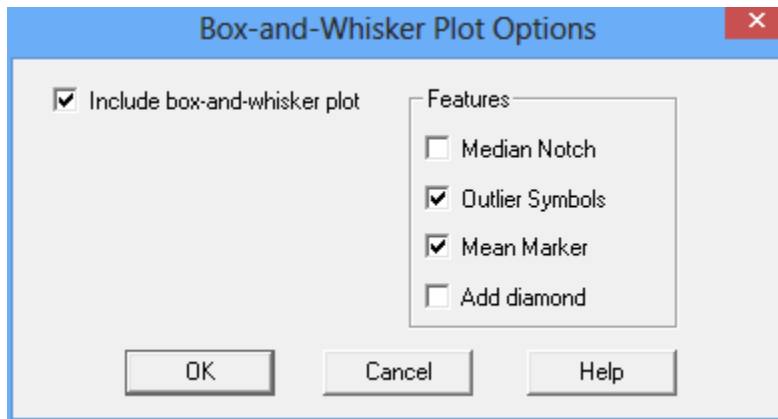 Box-and-Whisker Plot Options
Include box-and-whisker plot
Features
Median Notch
Outlier Symbols
Mean Marker
Add diamond
OK
Cancel
Help